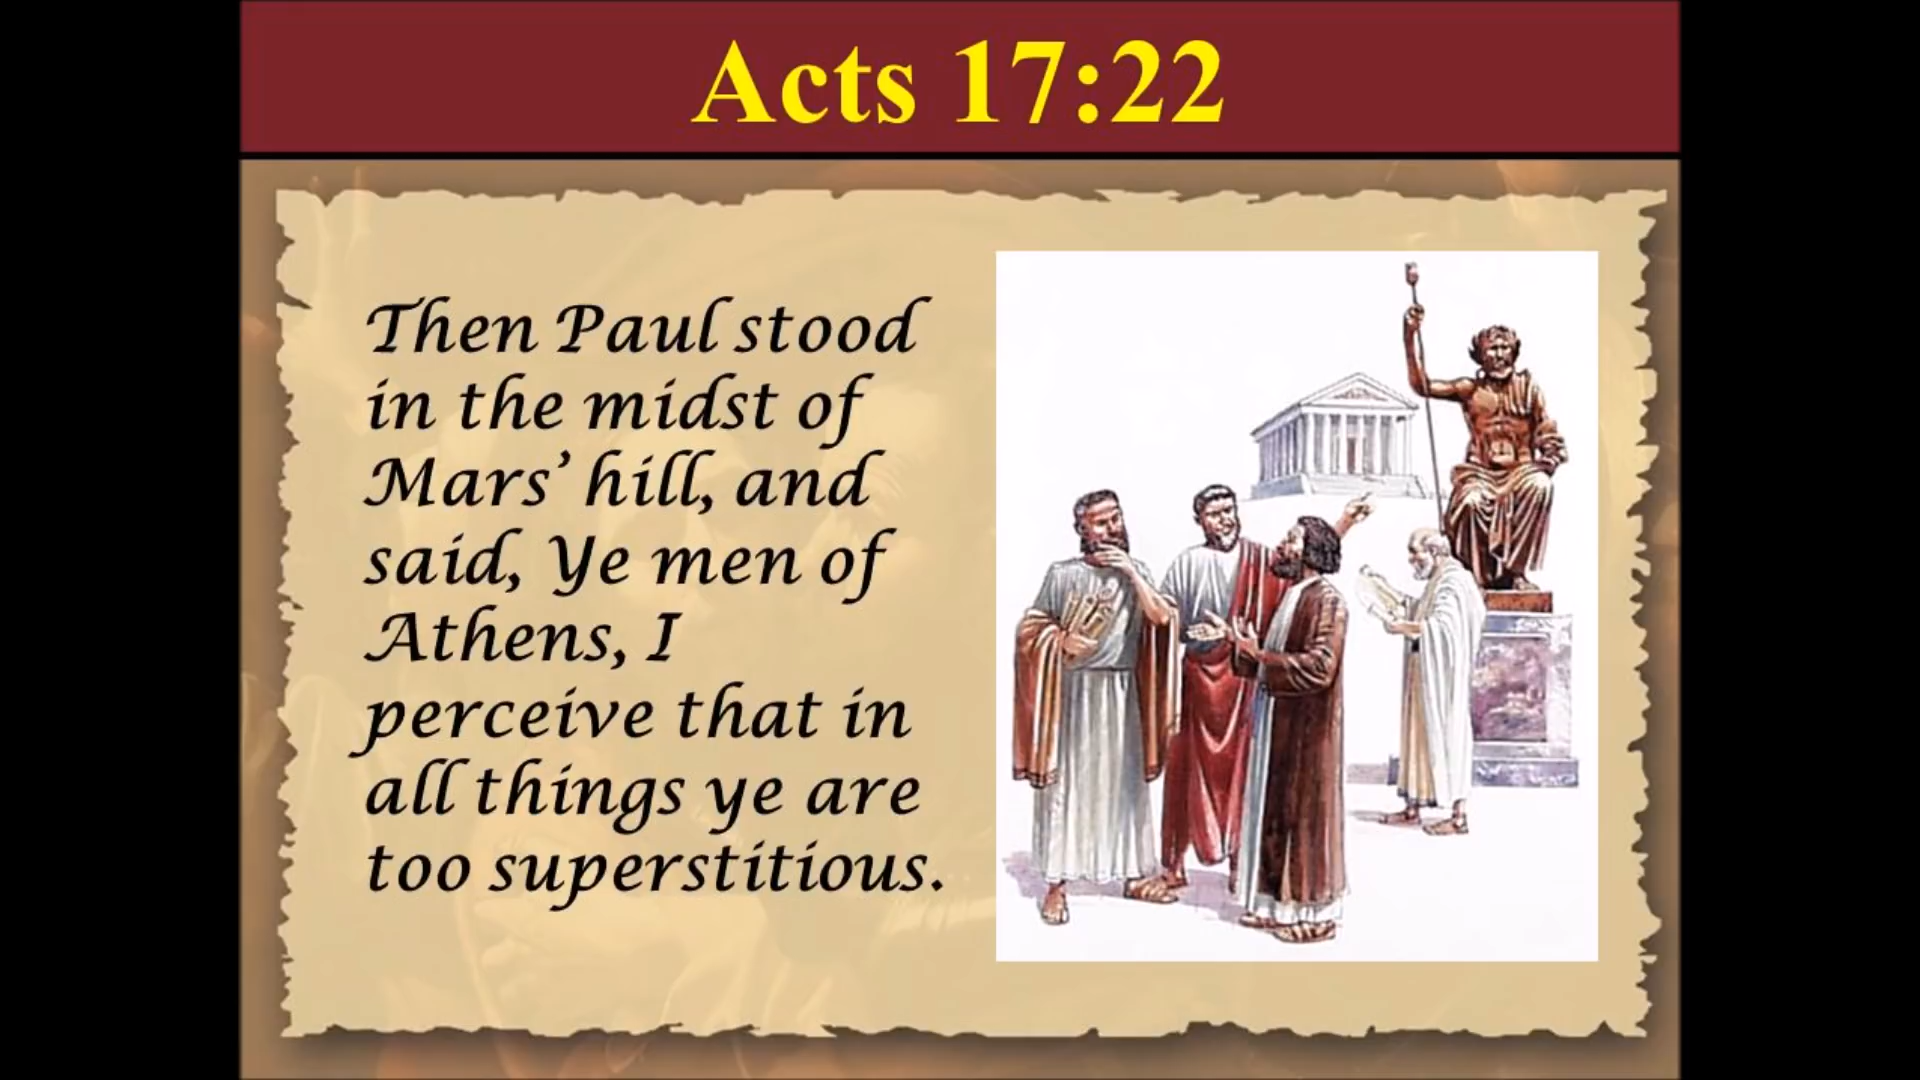 Acts 17:22
Then Paul stood
in the midst of
Mars’ hill, and
said, Ye men of
Athens, I
perceive that in
all things ye are
too superstitious.